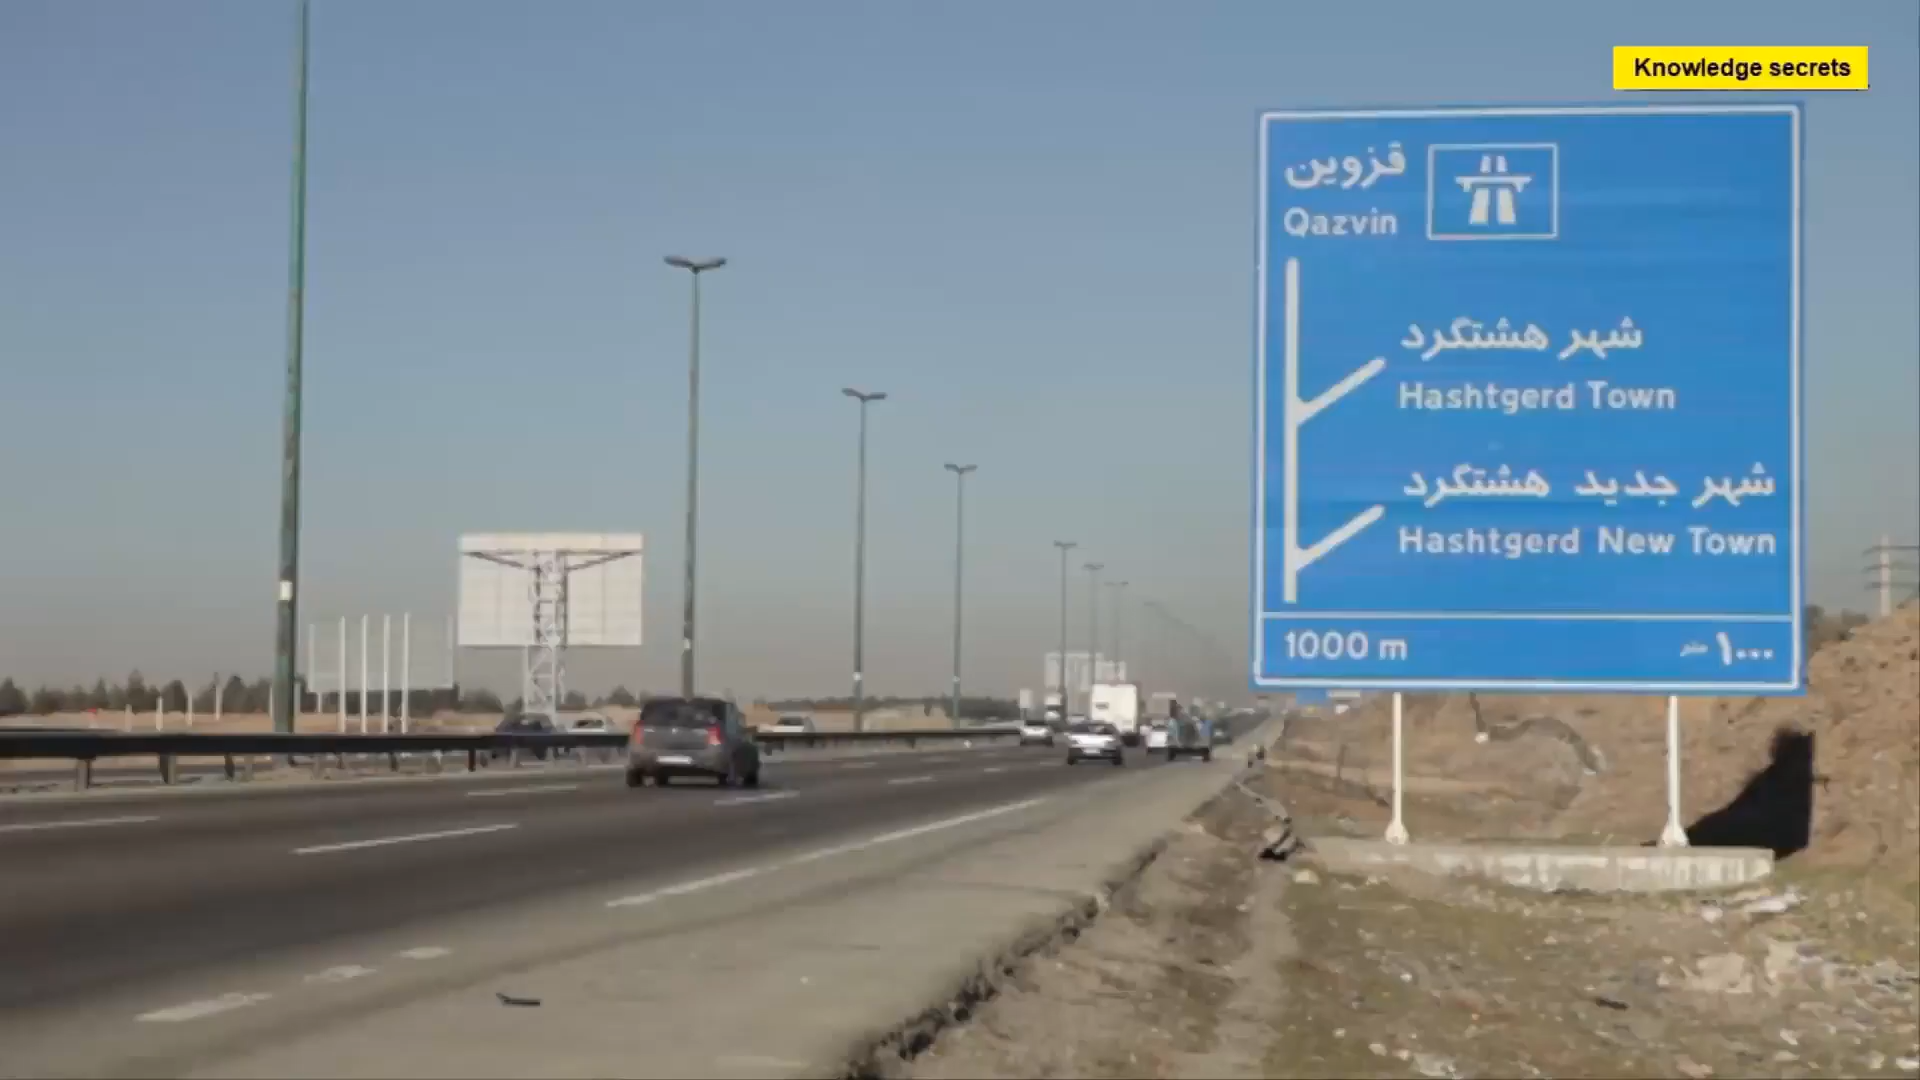 Knowledge secrets
قزوین
Qazvin
شهر هشتگرد
Hashtgerd Town
شهر جدید هشتگرد
Hashtgerd New Town
1000 m
۱۰۰۰ متر